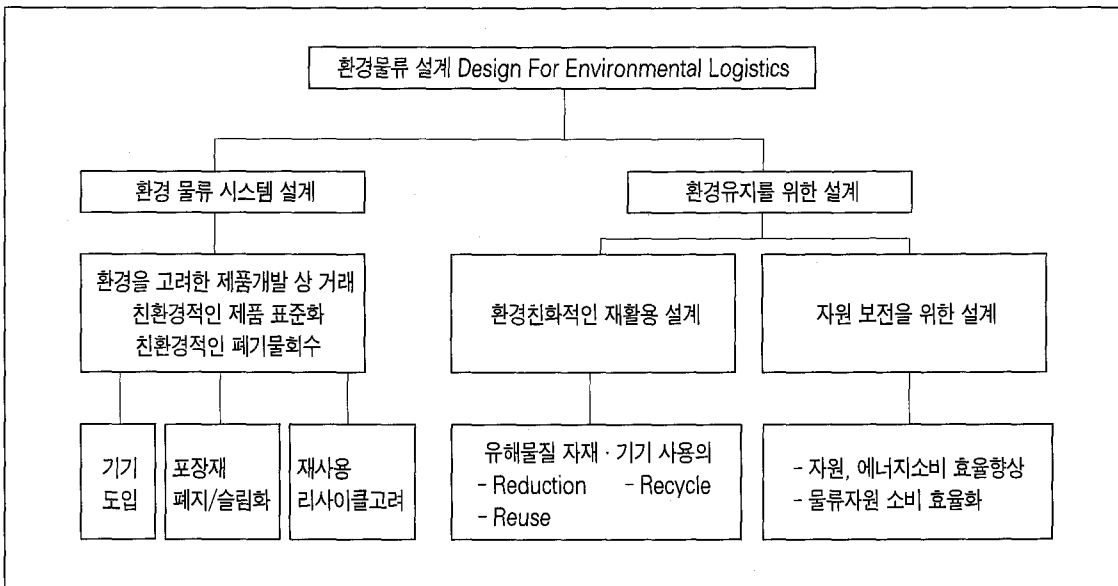 환경물류 설계 Design For Environmental Logistics
환경 물류 시스템 설계
환경유지를 위한 설계
환경을 고려한 제품개발 상 거래
친환경적인 제품 표준화
친환경적인 폐기물회수
환경친화적인 재활용 설계
자원 보전을 위한 설계
기기
도입
포장재
폐지/슬림화
재사용
리사이클고려
유해물질 자재 · 기기 사용의
- Reduction - Recycle
- Reuse
- 자원, 에너지소비 효율향상
- 물류자원 소비 효율화